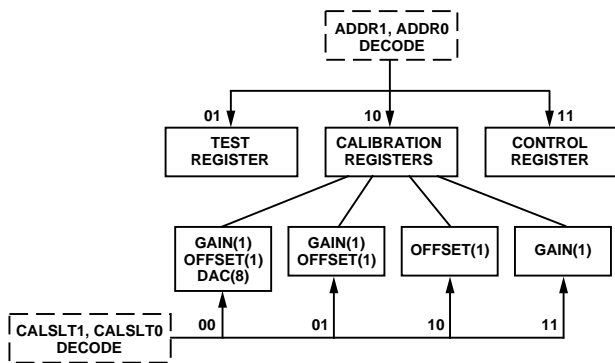 ADDR1, ADDR0
DECODE
01
10
11
TEST
REGISTER
CALIBRATION
REGISTERS
CONTROL
REGISTER
GAIN(1)
OFFSET(1)
DAC(8)
GAIN(1)
OFFSET(1)
OFFSET(1)
GAIN(1)
CALSLT1, CALSLT0
DECODE
00
01
10
11